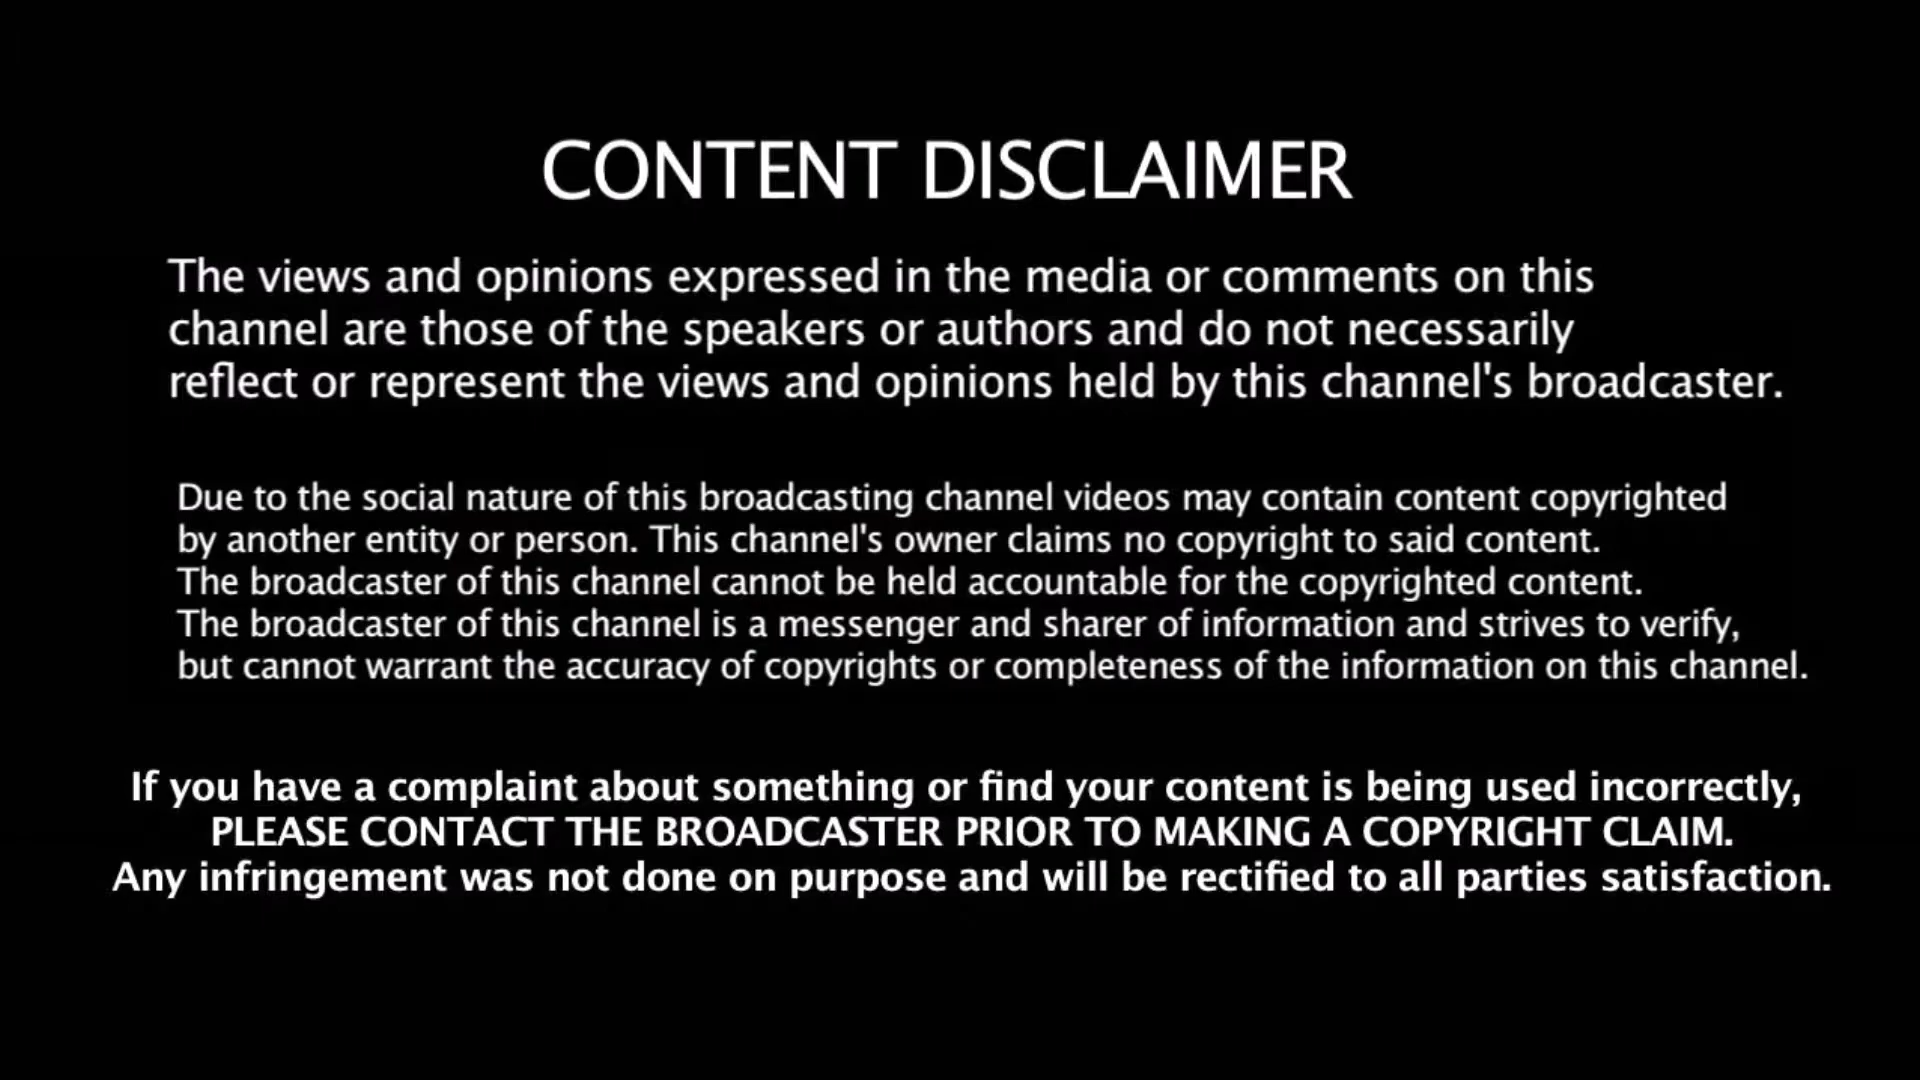 CONTENT DISCLAIMER
The views and opinions expressed in the media or comments on this
channel are those of the speakers or authors and do not necessarily
reflect or represent the views and opinions held by this channel's broadcaster.
Due to the social nature of this broadcasting channel videos may contain content copyrighted
by another entity or person. This channel's owner claims no copyright to said content.
The broadcaster of this channel cannot be held accountable for the copyrighted content.
The broadcaster of this channel is a messenger and sharer of information and strives to verify,
but cannot warrant the accuracy of copyrights or completeness of the information on this channel.
If you have a complaint about something or find your content is being used incorrectly,
PLEASE CONTACT THE BROADCASTER PRIOR TO MAKING A COPYRIGHT CLAIM.
Any infringement was not done on purpose and will be rectified to all parties satisfaction.